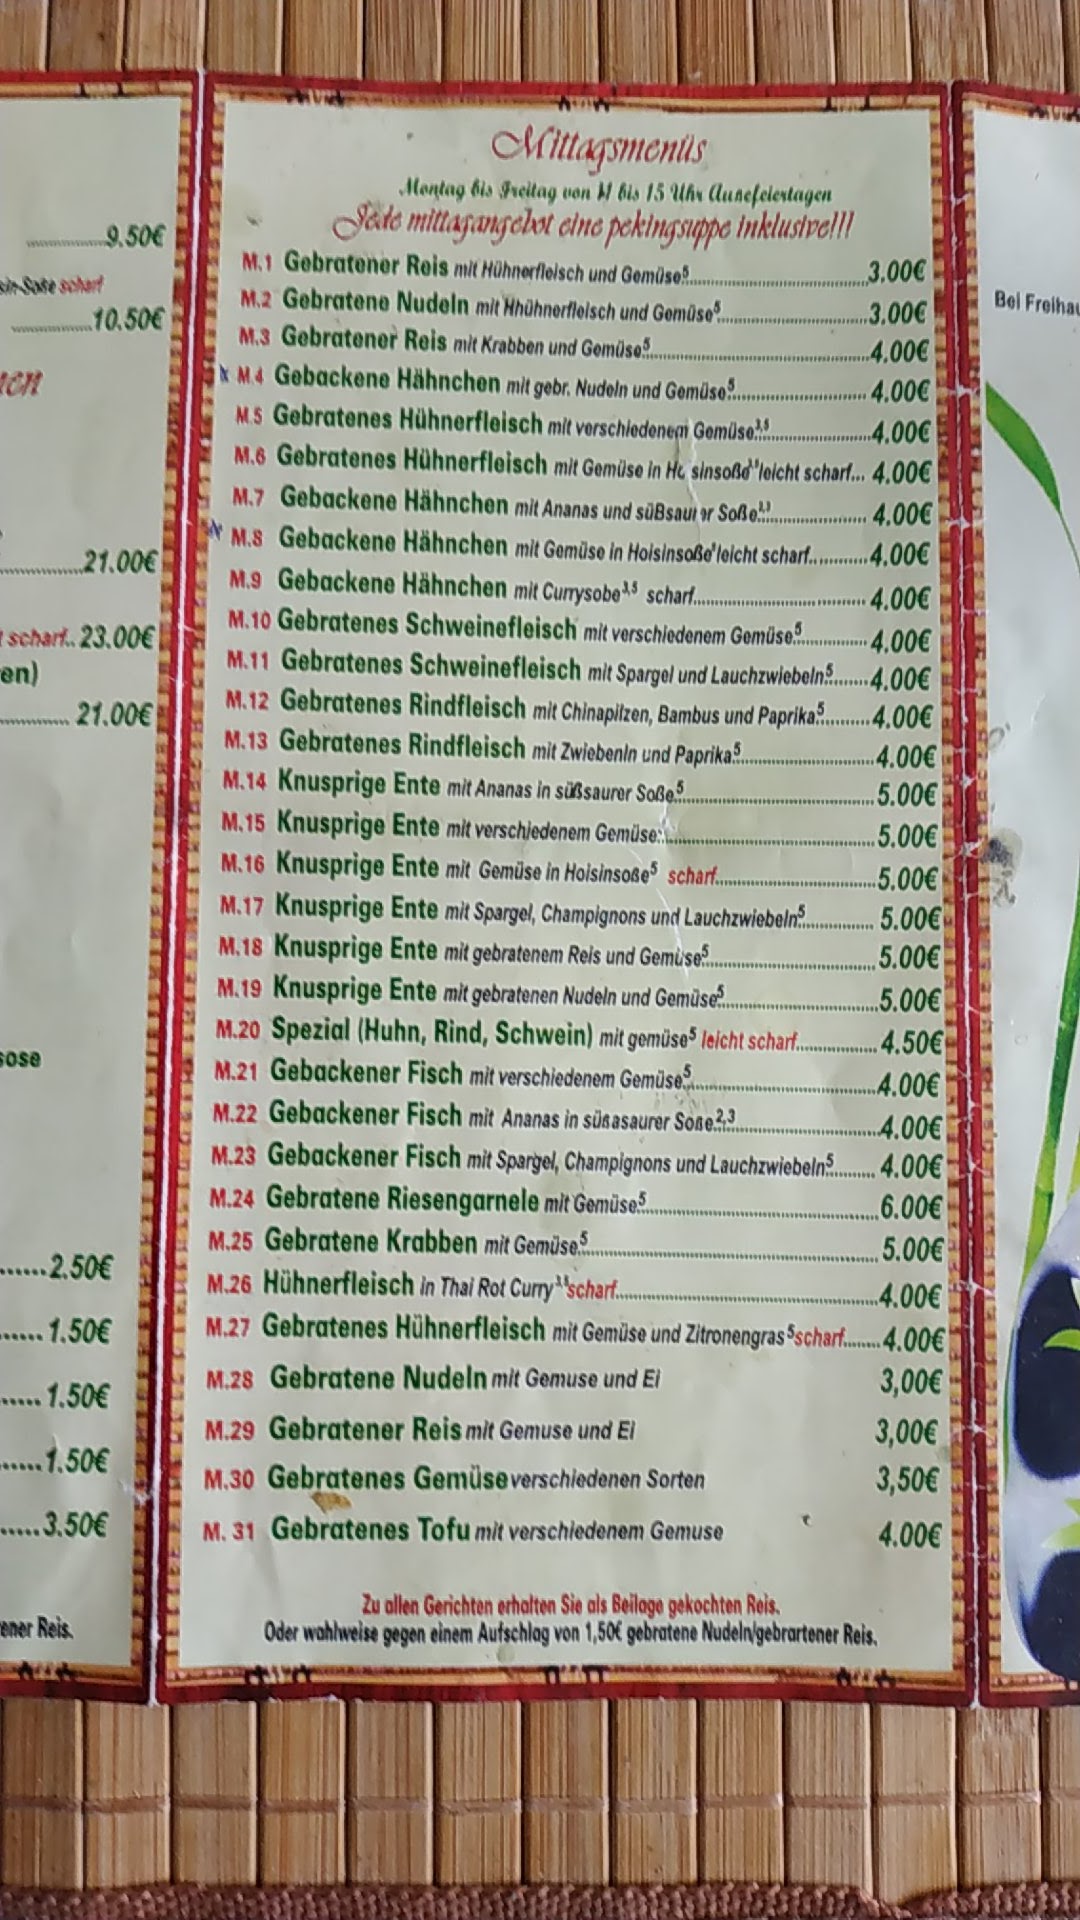 9.50€
sin-Soße scharf
10.50€
nen
21.00€
t scharf.. 23.00€
en)
21.00€
sose
2.50€
1.50€
1.50€
1.50€
3.50€
ener Reis.
Mittagsmenüs
Montag bis Freitag von 11 bis 15 Uhr Ausnefeiertagen
Jede mittagangebot eine pekingsuppe inklusive!!!
M.1 Gebratener Reis mit Hühnerfleisch und Gemüse⁵ 3.00€
M.2 Gebratene Nudeln mit Hhühnerfleisch und Gemüse⁵ 3.00€
M.3 Gebratener Reis mit Krabben und Gemüse⁵ 4.00€
M.4 Gebackene Hähnchen mit gebr. Nudeln und Gemüse⁵ 4.00€
M.5 Gebratenes Hühnerfleisch mit verschiedenem Gemüse³,⁵ 4.00€
M.6 Gebratenes Hühnerfleisch mit Gemüse in Ho sinsoße leicht scharf... 4.00€
M.7 Gebackene Hähnchen mit Ananas und süßsaurer Soße²,³ 4.00€
M.8 Gebackene Hähnchen mit Gemüse in Hoisinsoße leicht scharf 4.00€
M.9 Gebackene Hähnchen mit Currysobe³,⁵ scharf 4.00€
M.10 Gebratenes Schweinefleisch mit verschiedenem Gemüse⁵ 4.00€
M.11 Gebratenes Schweinefleisch mit Spargel und Lauchzwiebeln⁵ 4.00€
M.12 Gebratenes Rindfleisch mit Chinapilzen, Bambus und Paprika⁵ 4.00€
M.13 Gebratenes Rindfleisch mit Zwiebenln und Paprika⁵ 4.00€
M.14 Knusprige Ente mit Ananas in süßsaurer Soße⁵ 5.00€
M.15 Knusprige Ente mit verschiedenem Gemüse 5.00€
M.16 Knusprige Ente mit Gemüse in Hoisinsoße⁵ scharf 5.00€
M.17 Knusprige Ente mit Spargel, Champignons und Lauchzwiebeln⁵ 5.00€
M.18 Knusprige Ente mit gebratenem Reis und Gemüse⁵ 5.00€
M.19 Knusprige Ente mit gebratenen Nudeln und Gemüse⁵ 5.00€
M.20 Spezial (Huhn, Rind, Schwein) mit gemüse⁵ leicht scharf 4.50€
M.21 Gebackener Fisch mit verschiedenem Gemüse⁵ 4.00€
M.22 Gebackener Fisch mit Ananas in süßasaurer Soße²,³ 4.00€
M.23 Gebackener Fisch mit Spargel, Champignons und Lauchzwiebeln⁵ 4.00€
M.24 Gebratene Riesengarnele mit Gemüse⁵ 6.00€
M.25 Gebratene Krabben mit Gemüse⁵ 5.00€
M.26 Hühnerfleisch in Thai Rot Curry scharf 4.00€
M.27 Gebratenes Hühnerfleisch mit Gemüse und Zitronengras⁵ scharf 4.00€
M.28 Gebratene Nudeln mit Gemuse und Ei 3,00€
M.29 Gebratener Reis mit Gemuse und Ei 3,00€
M.30 Gebratenes Gemüse verschiedenen Sorten 3,50€
M. 31 Gebratenes Tofu mit verschiedenem Gemuse 4.00€
Zu allen Gerichten erhalten Sie als Beilage gekochten Reis.
Oder wahlweise gegen einem Aufschlag von 1,50€ gebratene Nudeln/gebrartener Reis.
Bei Freihau